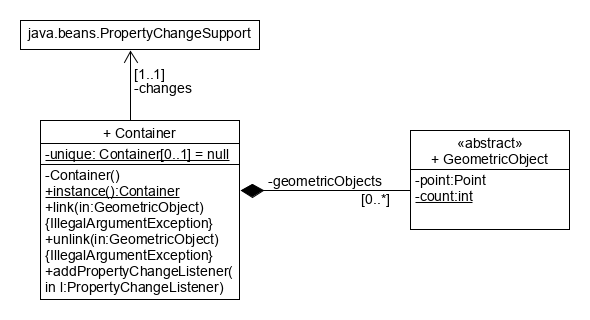 java.beans.PropertyChangeSupport
[1..1]
-changes
+ Container
-unique: Container[0..1] = null
-Container()
+instance():Container
+link(in:GeometricObject)
{IllegalArgumentException}
+unlink(in:GeometricObject)
{IllegalArgumentException}
+addPropertyChangeListener(
in l:PropertyChangeListener)
-geometricObjects
[0..*]
«abstract»
+ GeometricObject
-point:Point
-count:int